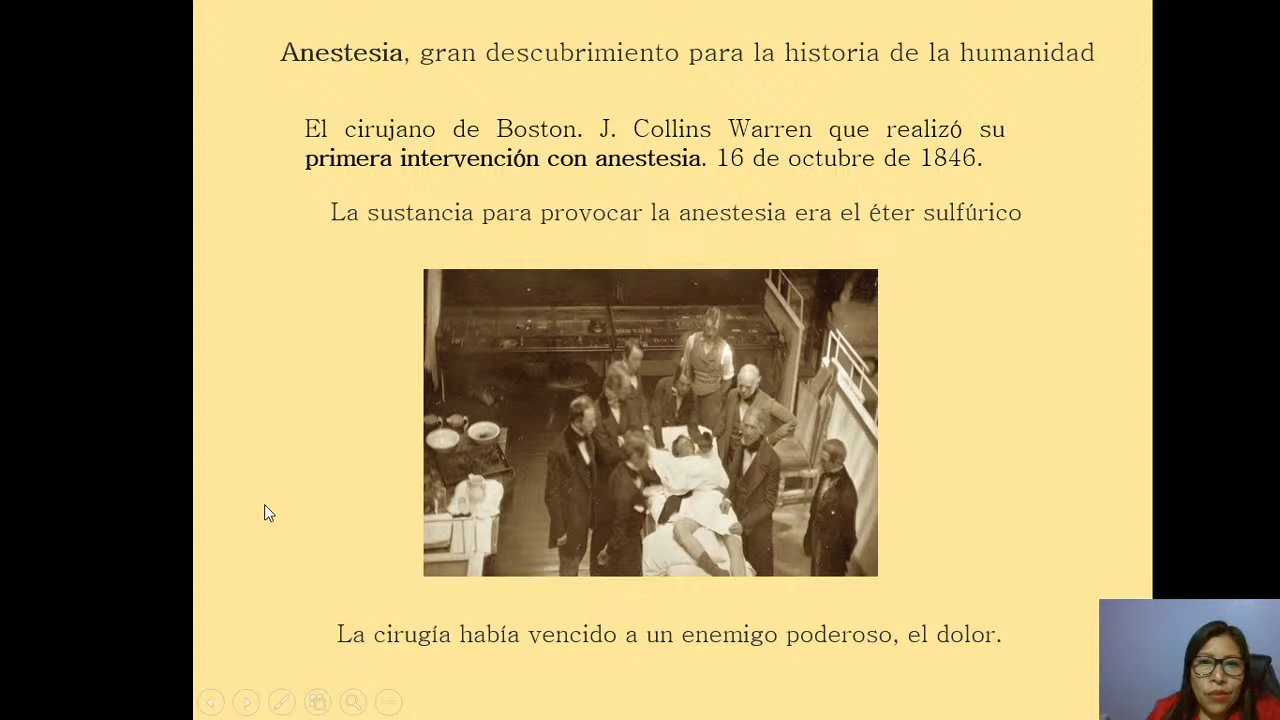 Anestesia, gran descubrimiento para la historia de la humanidad
El cirujano de Boston. J. Collins Warren que realizó su
primera intervención con anestesia. 16 de octubre de 1846.
La sustancia para provocar la anestesia era el éter sulfúrico
La cirugía había vencido a un enemigo poderoso, el dolor.